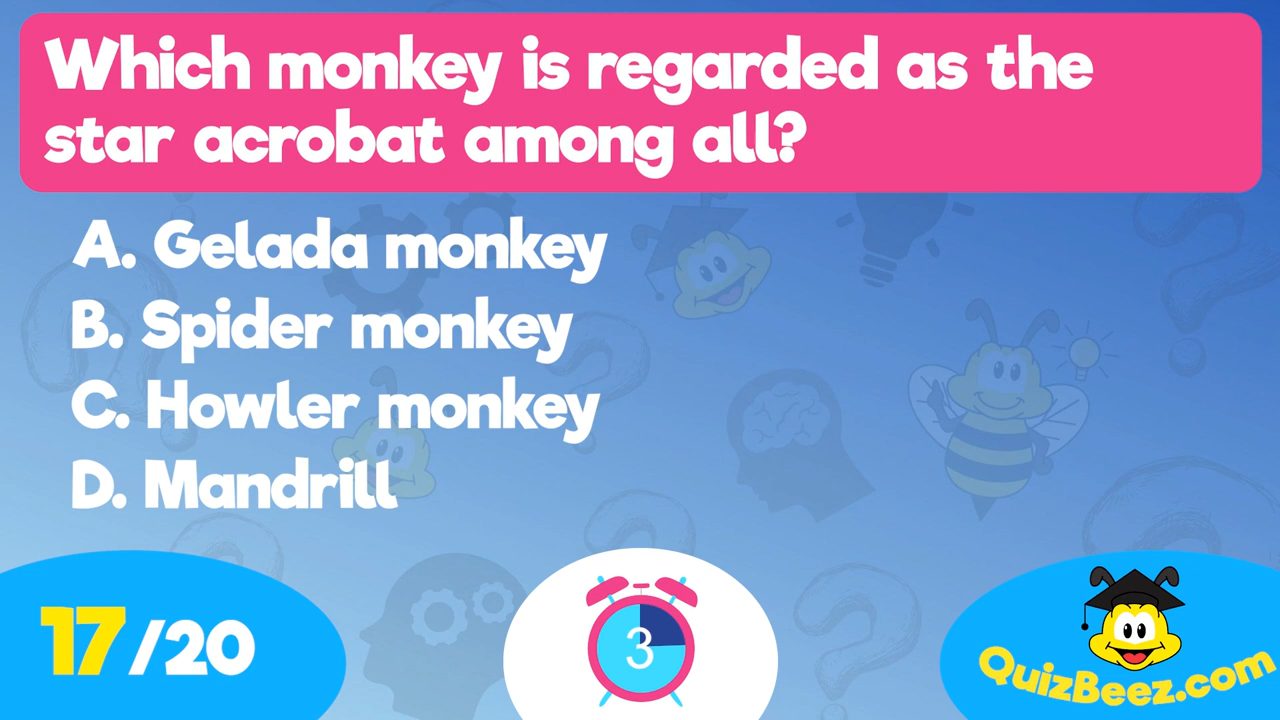 Which monkey is regarded as the
star acrobat among all?
A. Gelada monkey
B. Spider monkey
C. Howler monkey
D. Mandrill
17/20
3
QuizBeez.com